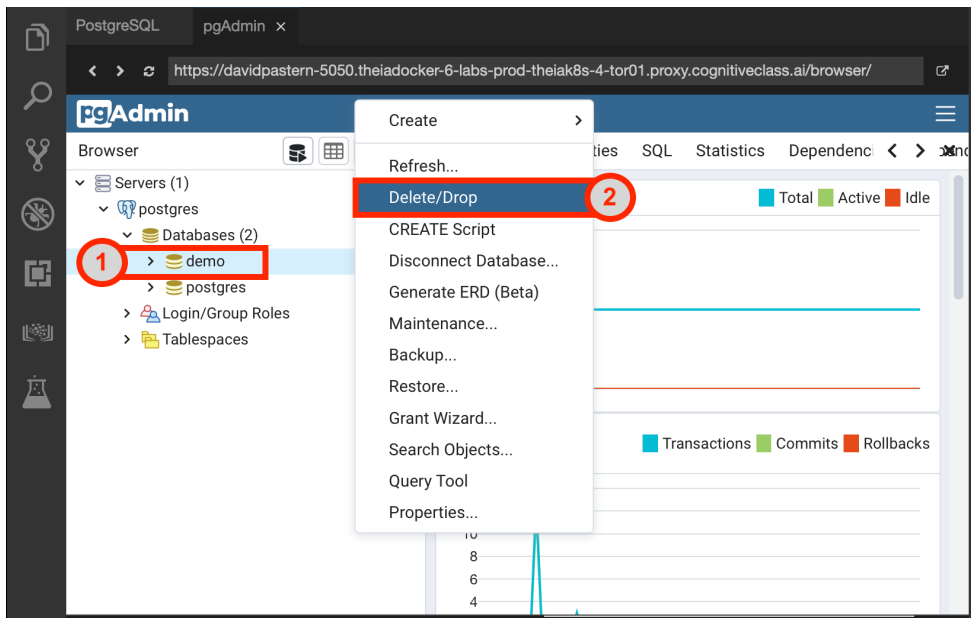 PostgreSQL
pgAdmin ×
https://davidpastern-5050.theiadocker-6-labs-prod-theiak8s-4-tor01.proxy.cognitiveclass.ai/browser/
pgAdmin
Browser
ties SQL Statistics Dependenc
Servers (1)
postgres
Databases (2)
1
demo
postgres
Login/Group Roles
Tablespaces
Create
Refresh...
Delete/Drop
2
CREATE Script
Disconnect Database...
Generate ERD (Beta)
Maintenance...
Backup...
Restore...
Grant Wizard...
Search Objects...
Query Tool
Properties...
Total Active Idle
Transactions Commits Rollbacks
10
8
6
4